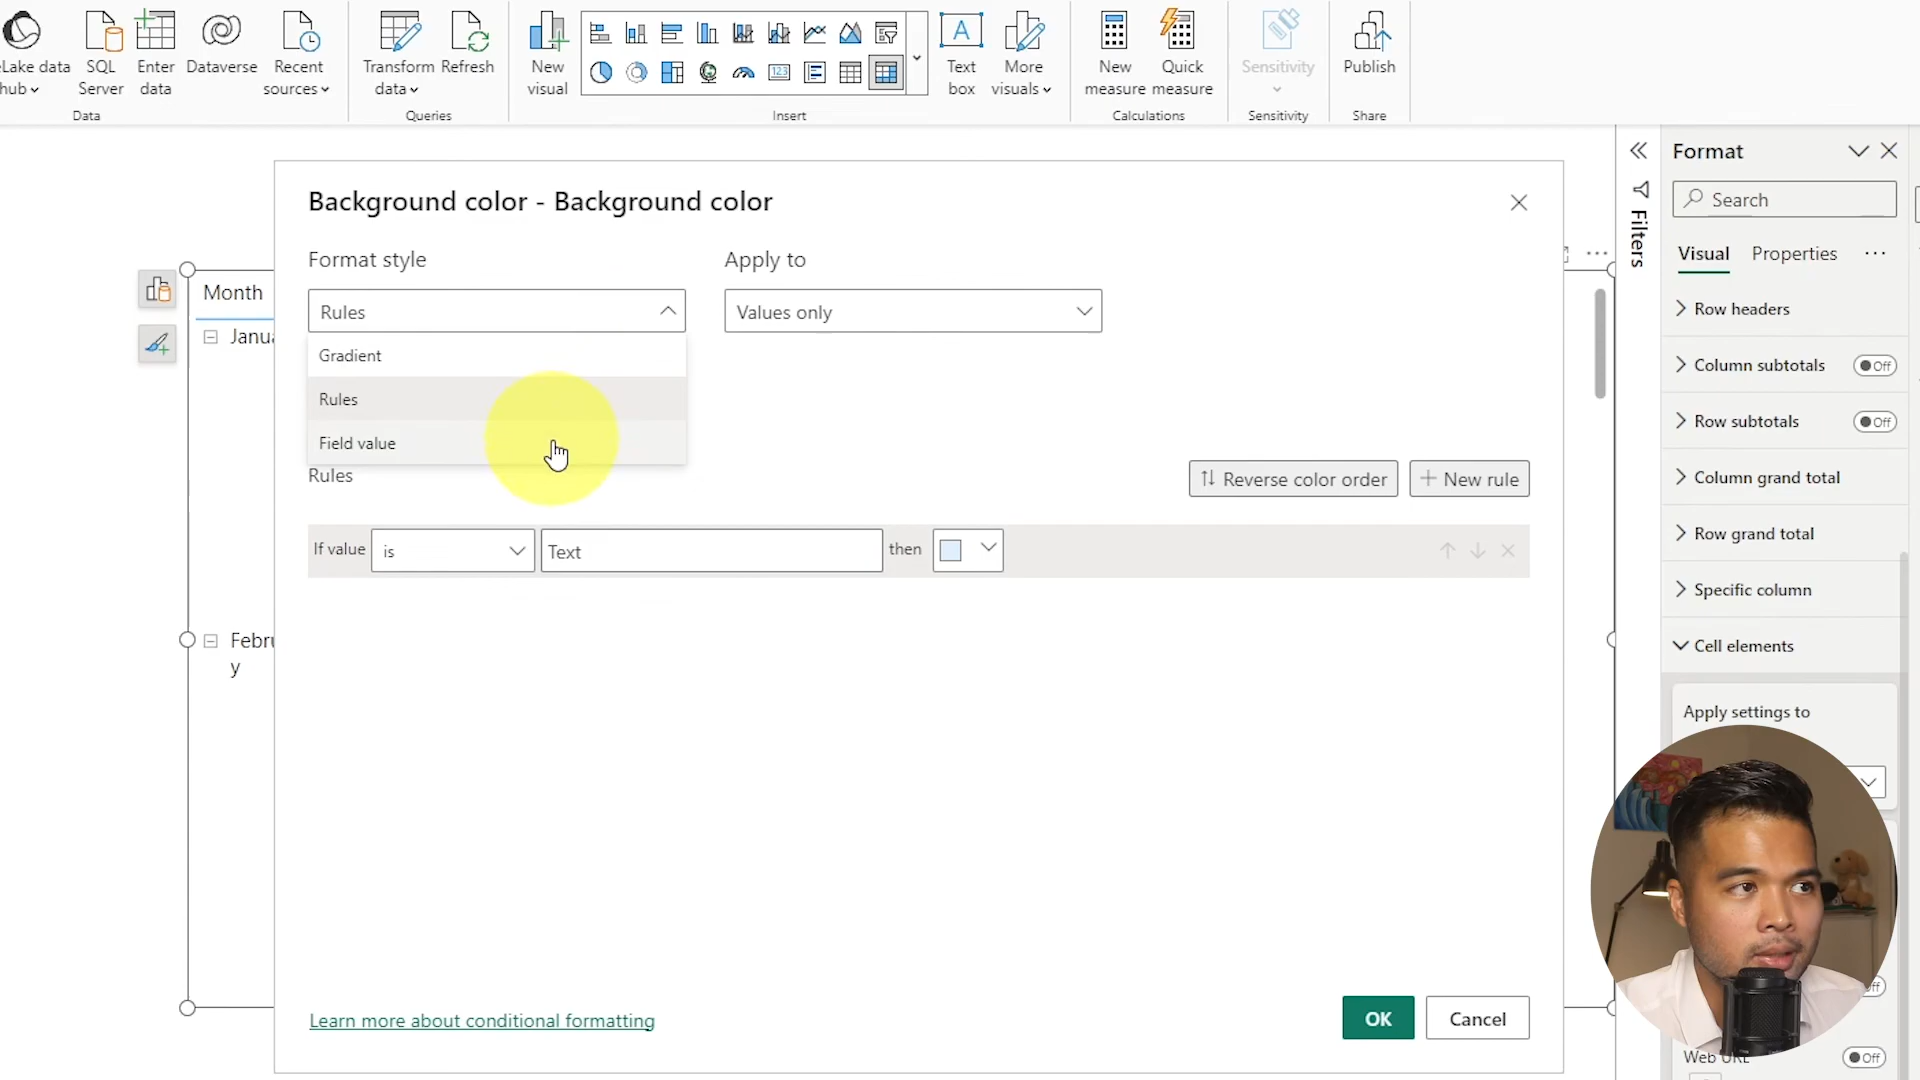 Lake data
hub
SQL
Server
Enter
data
Dataverse
Recent
sources
Data
Transform
data
Refresh
Queries
New
visual
123
Insert
A
Text
box
More
visuals
New
measure
Quick
measure
Calculations
Sensitivity
Sensitivity
Publish
Share
Background color - Background color
Format style
Apply to
Rules
Values only
Gradient
Rules
Field value
Rules
Reverse color order
New rule
If value
is
Text
then
Learn more about conditional formatting
OK
Cancel
Month
Janua
Febru
y
Filters
Format
Search
Visual
Properties
Row headers
Column subtotals
Off
Row subtotals
Off
Column grand total
Row grand total
Specific column
Cell elements
Apply settings to
Web URL
Off